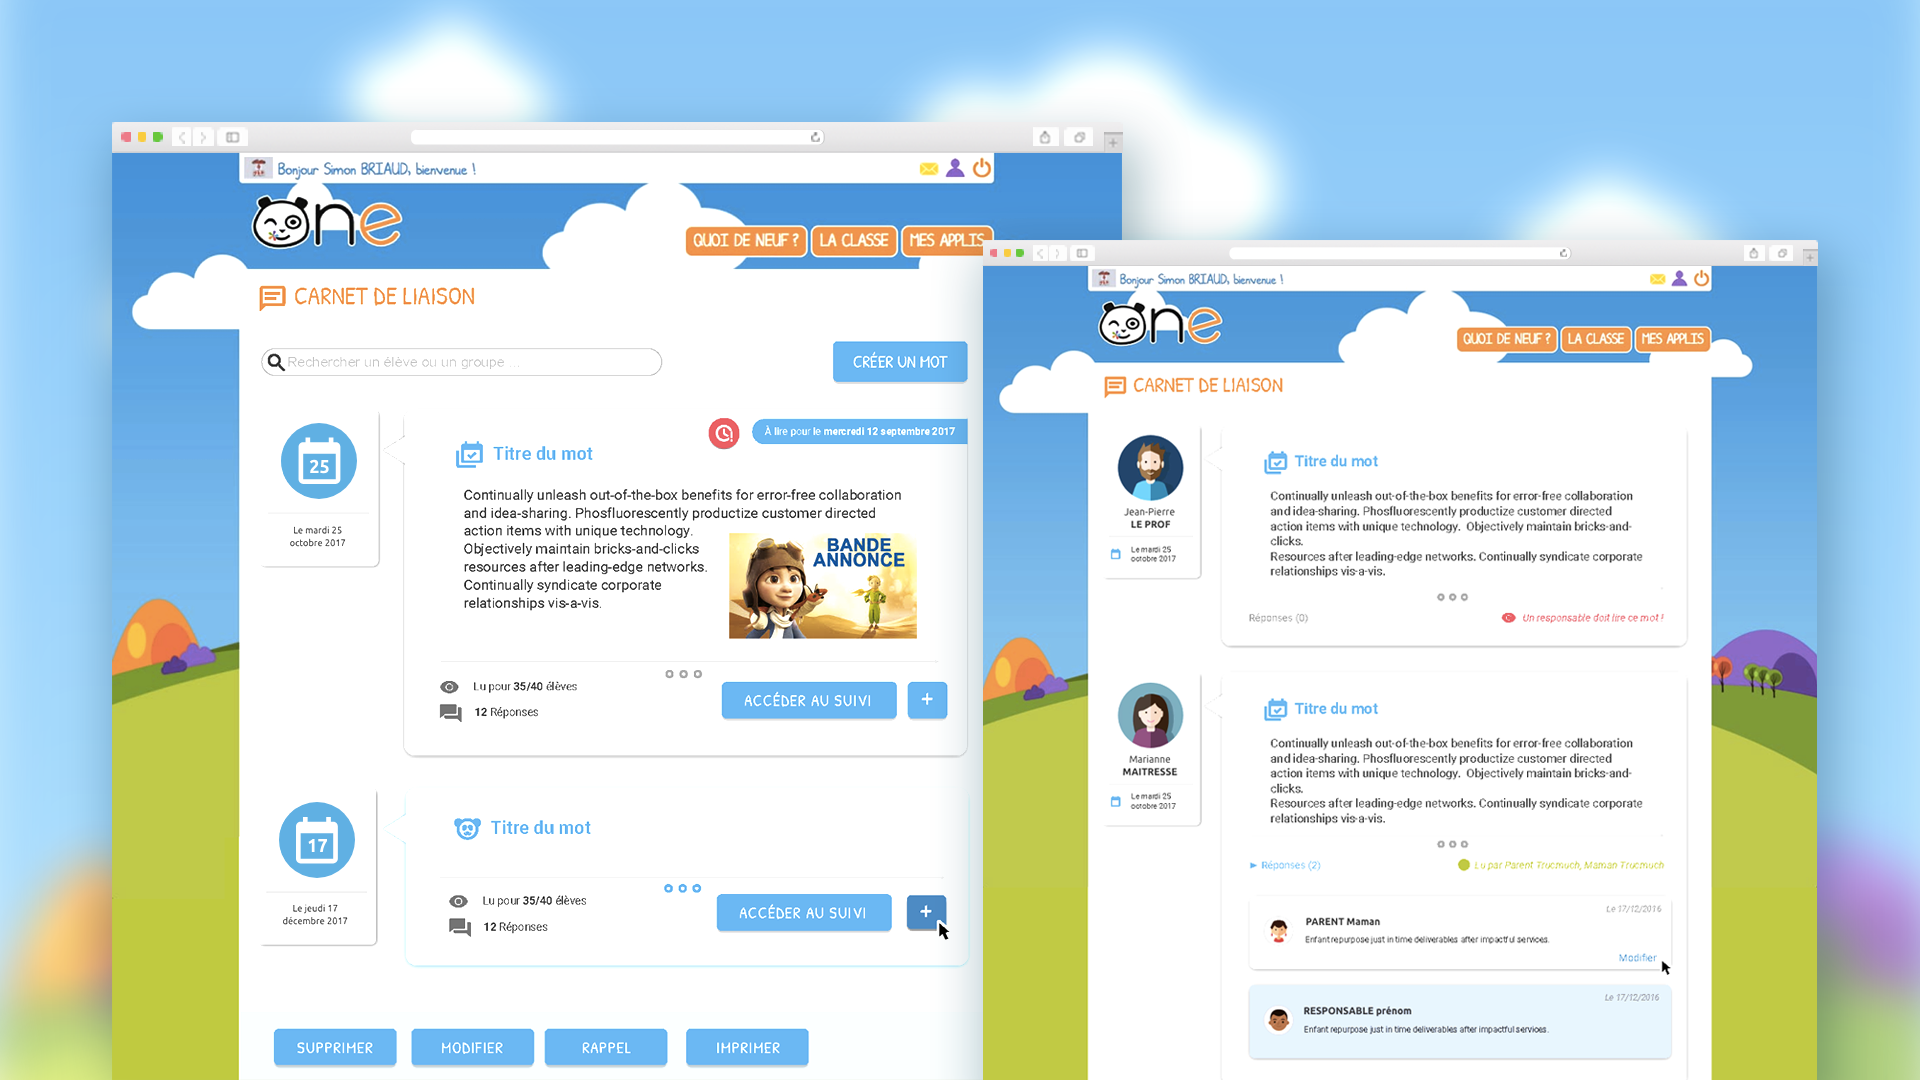 Bonjour Simon BRIAUD, bienvenue !
one
QUOI DE NEUF ?
LA CLASSE
MES APPLIS
CARNET DE LIAISON
Rechercher un élève ou un groupe ...
CRÉER UN MOT
25
Le mardi 25
octobre 2017
À lire pour le mercredi 12 septembre 2017
Titre du mot
Continually unleash out-of-the-box benefits for error-free collaboration
and idea-sharing. Phosfluorescently productize customer directed
action items with unique technology.
Objectively maintain bricks-and-clicks
resources after leading-edge networks.
Continually syndicate corporate
relationships vis-a-vis.
BANDE
ANNONCE
Lu pour 35/40 élèves
12 Réponses
ACCÉDER AU SUIVI
+
17
Le jeudi 17
décembre 2017
Titre du mot
Lu pour 35/40 élèves
12 Réponses
ACCÉDER AU SUIVI
+
SUPPRIMER
MODIFIER
RAPPEL
IMPRIMER
Bonjour Simon BRIAUD, bienvenue !
one
QUOI DE NEUF ?
LA CLASSE
MES APPLIS
CARNET DE LIAISON
Jean-Pierre
LE PROF
Le mardi 25
octobre 2017
Titre du mot
Continually unleash out-of-the-box benefits for error-free collaboration
and idea-sharing. Phosfluorescently productize customer directed
action items with unique technology. Objectively maintain bricks-and-
clicks.
Resources after leading-edge networks. Continually syndicate corporate
relationships vis-a-vis.
Réponses (0)
Un responsable doit lire ce mot !
Marianne
MAITRESSE
Le mardi 25
octobre 2017
Titre du mot
Continually unleash out-of-the-box benefits for error-free collaboration
and idea-sharing. Phosfluorescently productize customer directed
action items with unique technology. Objectively maintain bricks-and-
clicks.
Resources after leading-edge networks. Continually syndicate corporate
relationships vis-a-vis.
Réponses (2)
Lu par Parent Trucmuch, Maman Trucmuch
Le 17/12/2016
PARENT Maman
Enfant repurpose just in time deliverables after impactful services.
Modifier
Le 17/12/2016
RESPONSABLE prénom
Enfant repurpose just in time deliverables after impactful services.